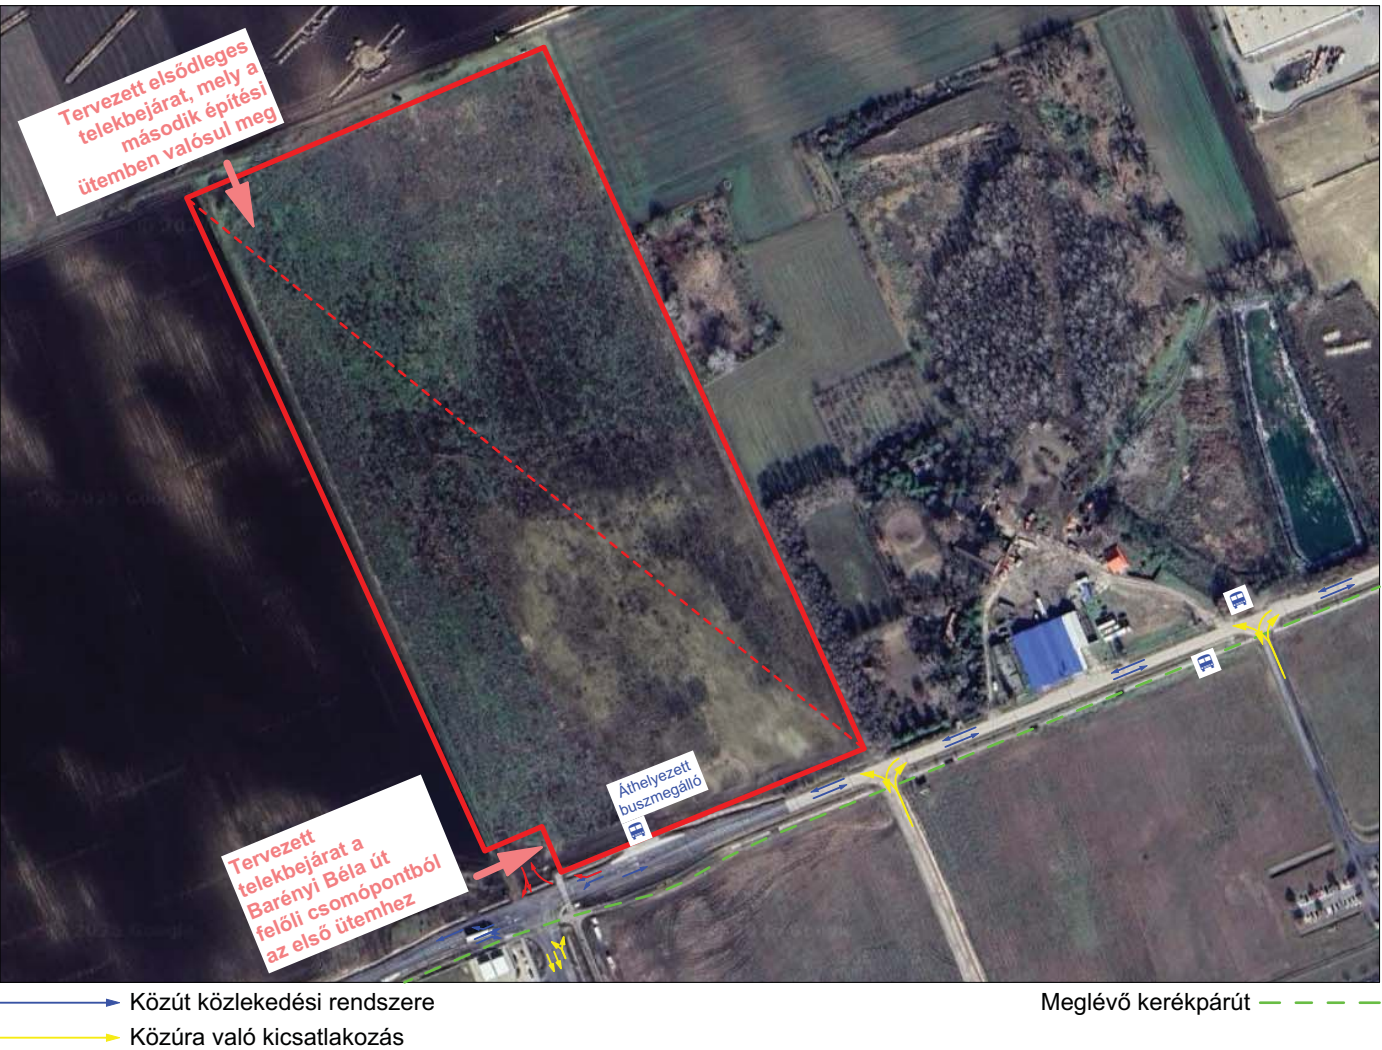 Tervezett elsődleges
telekbejárat, mely a
második építési
ütemben valósul meg
Áthelyezett
buszmegálló
Tervezett
telekbejárat a
Barényi Béla út
felőli csomópontból
az első ütemhez
Közút közlekedési rendszere
Meglévő kerékpárút
Közúra való kicsatlakozás